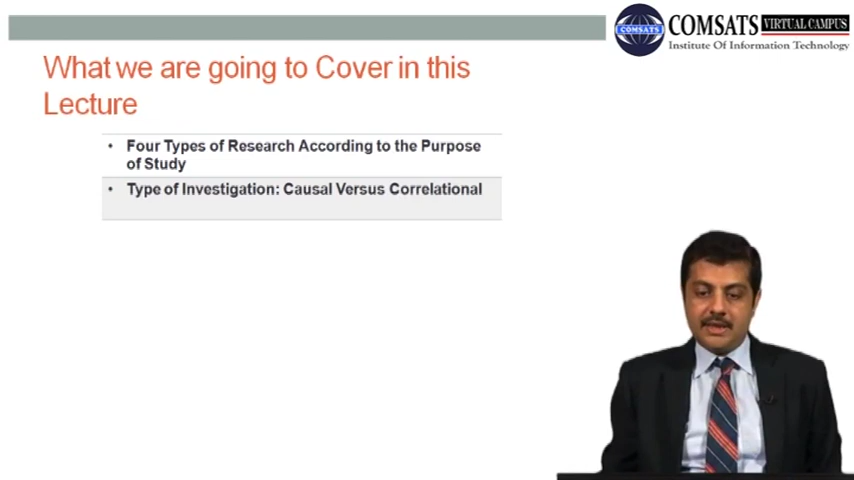 COMSATS VIRTUAL CAMPUS
COMSATS
Institute Of Information Technology
What we are going to Cover in this
Lecture
• Four Types of Research According to the Purpose
of Study
• Type of Investigation: Causal Versus Correlational